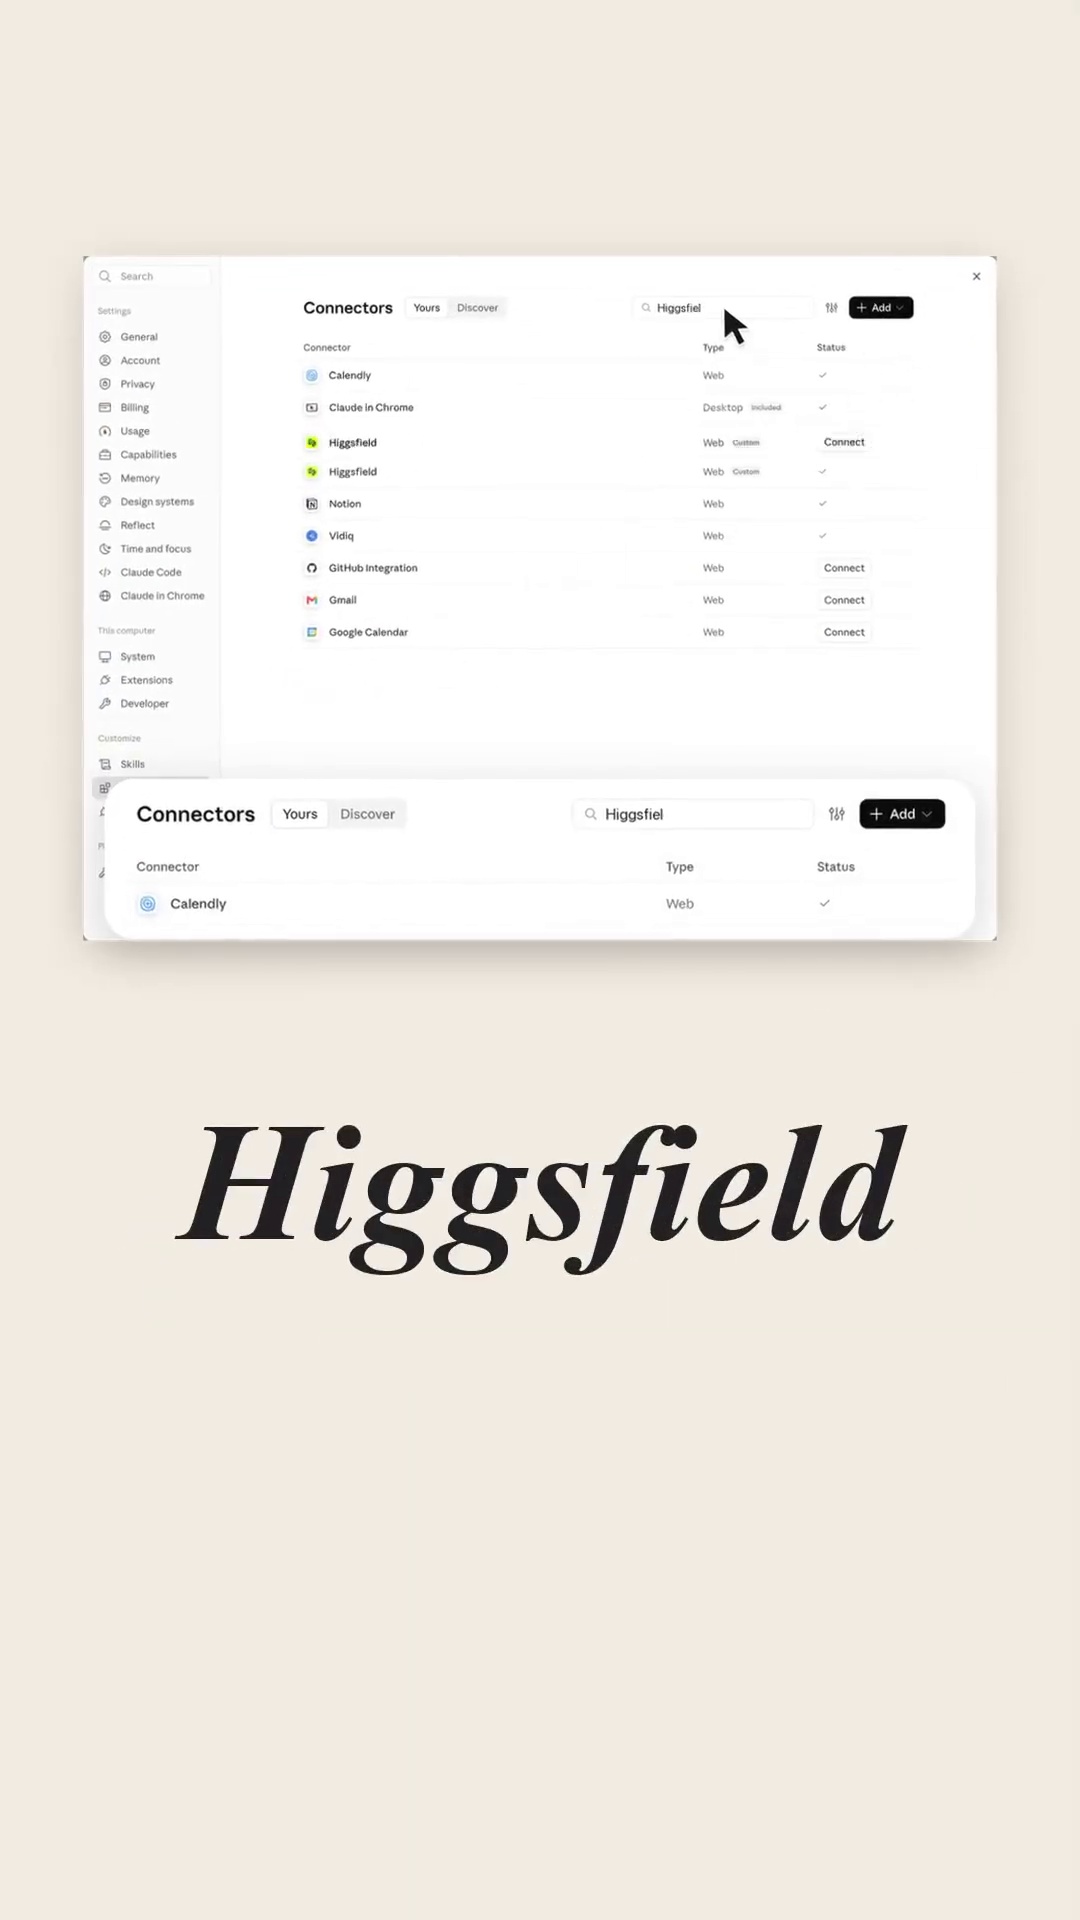 Search
Settings
General
Account
Privacy
Billing
Usage
Capabilities
Memory
Design systems
Reflect
Time and focus
Claude Code
Claude in Chrome
This computer
System
Extensions
Developer
Customize
Skills
Connectors Yours Discover Higgsfiel Add
Connector Type Status
Calendly Web
Claude in Chrome Desktop Included
Higgsfield Web Custom Connect
Higgsfield Web Custom
Notion Web
Vidiq Web
GitHub Integration Web Connect
Gmail Web Connect
Google Calendar Web Connect
Connectors Yours Discover Higgsfiel Add
Connector Type Status
Calendly Web
Higgsfield